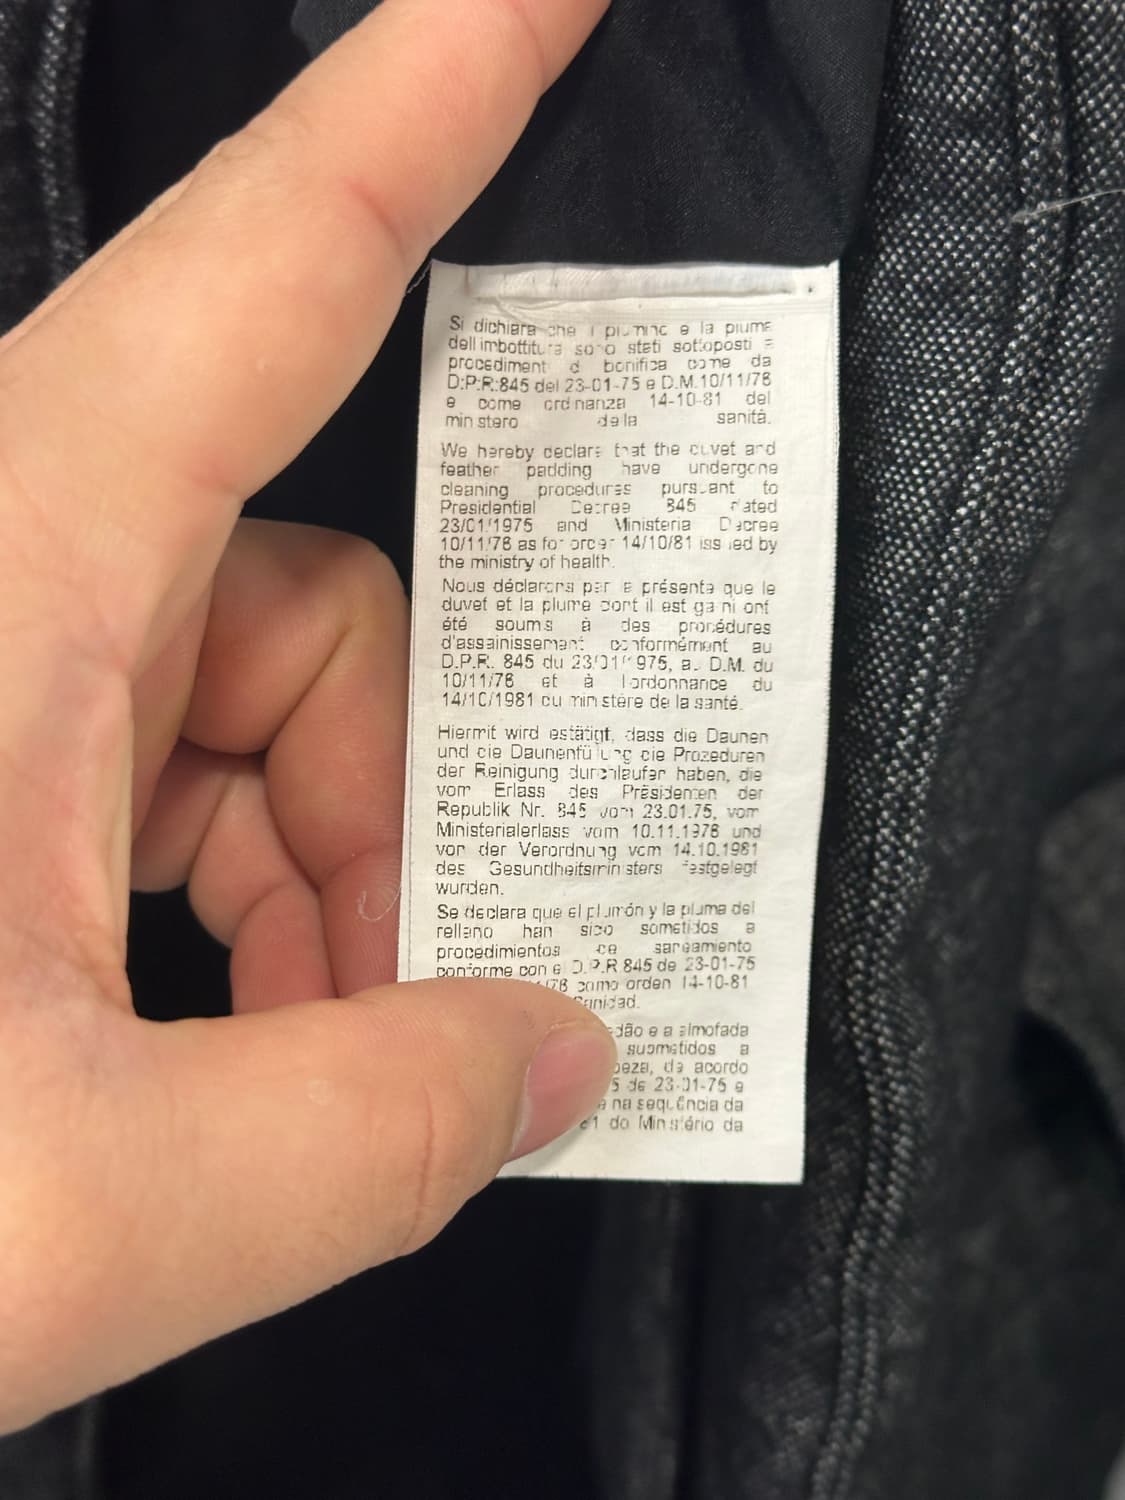 Si dichiara che i piumino e la piuma
dell imbottitura sono stati sottoposti a
procediment d bonifica come da
D.P.R.:845 del 23-01-75 e D.M.10/11/76
e come ordinanza 14-10-81 del
ministero della sanità.
We hereby declare that the duvet and
feather padding have undergone
cleaning procedures pursuant to
Presidential Decree 845 dated
23/01/1975 and Ministeria Decree
10/11/76 as for order 14/10/81 issued by
the ministry of health.
Nous déclarons par la présente que le
duvet et la plume dont il est garni ont
été soumis à des procédures
d'assainissement conformément au
D.P.R. 845 du 23/01/1975, au D.M. du
10/11/76 et à l ordonnance du
14/10/1981 du ministère de la santé.
Hiermit wird estätigt, dass die Daunen
und die Daunenfüllung die Prozeduren
der Reinigung durchlaufen haben, die
vom Erlass des Präsidenten der
Republik Nr. 845 vom 23.01.75, vom
Ministerialerlass vom 10.11.1978 und
von der Verordnung vom 14.10.1981
des Gesundheitsministers festgelegt
wurden.
Se declara que el plumón y la pluma del
relleno han sido sometidos a
procedimientos de saneamiento
conforme con el D.P.R 845 de 23-01-75
como orden 14-10-81
Sanidad.
e a almofada
submetidos a
de acordo
de 23-01-75 e
na sequência da
do Ministério da